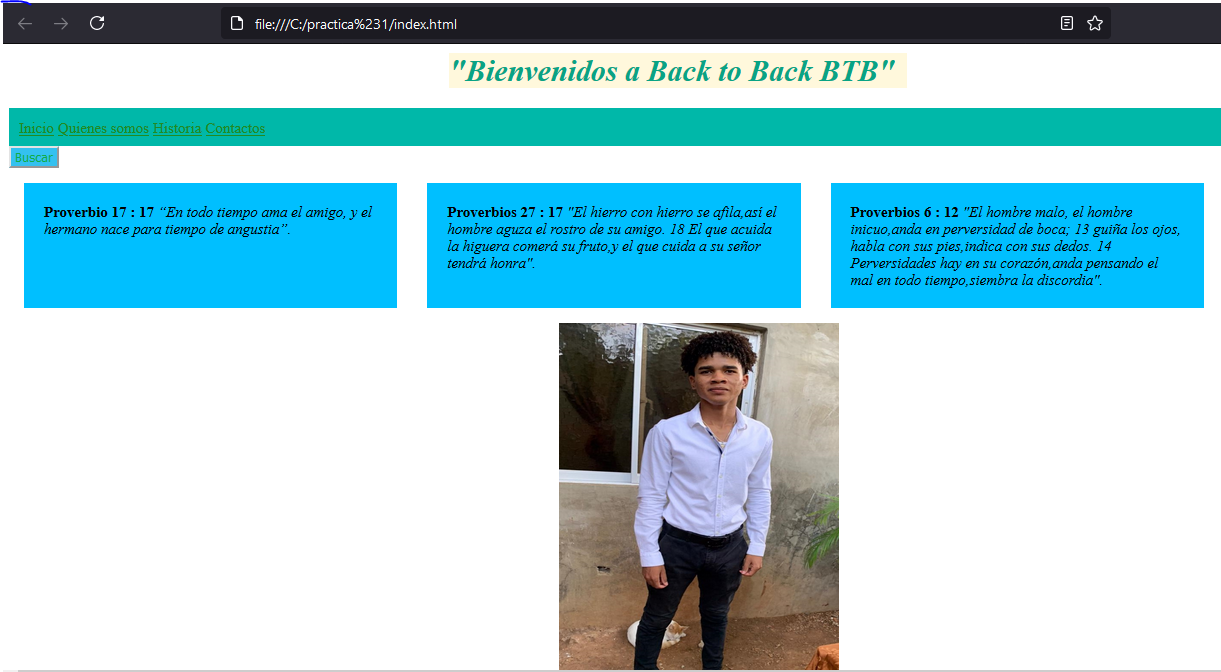 file:///C:/practica%231/index.html
"Bienvenidos a Back to Back BTB"
Inicio Quienes somos Historia Contactos
Buscar
Proverbio 17 : 17 “En todo tiempo ama el amigo, y el
hermano nace para tiempo de angustia”.
Proverbios 27 : 17 "El hierro con hierro se afila,así el
hombre aguza el rostro de su amigo. 18 El que acuida
la higuera comerá su fruto,y el que cuida a su señor
tendrá honra".
Proverbios 6 : 12 "El hombre malo, el hombre
inicuo,anda en perversidad de boca; 13 guiña los ojos,
habla con sus pies,indica con sus dedos. 14
Perversidades hay en su corazón,anda pensando el
mal en todo tiempo,siembra la discordia".